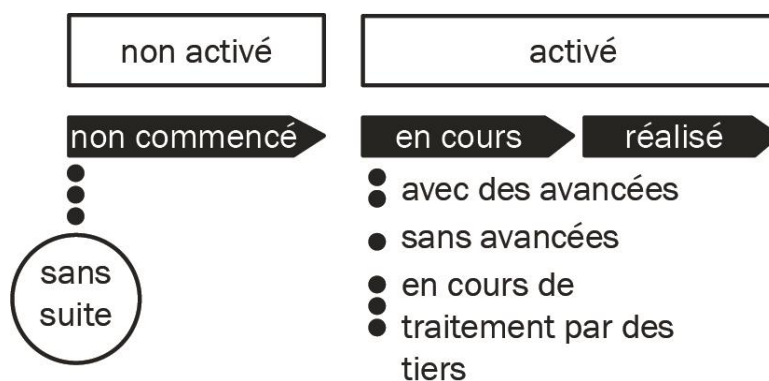 non activé
activé
non commencé
en cours
réalisé
avec des avancées
sans avancées
en cours de
traitement par des
tiers
sans
suite